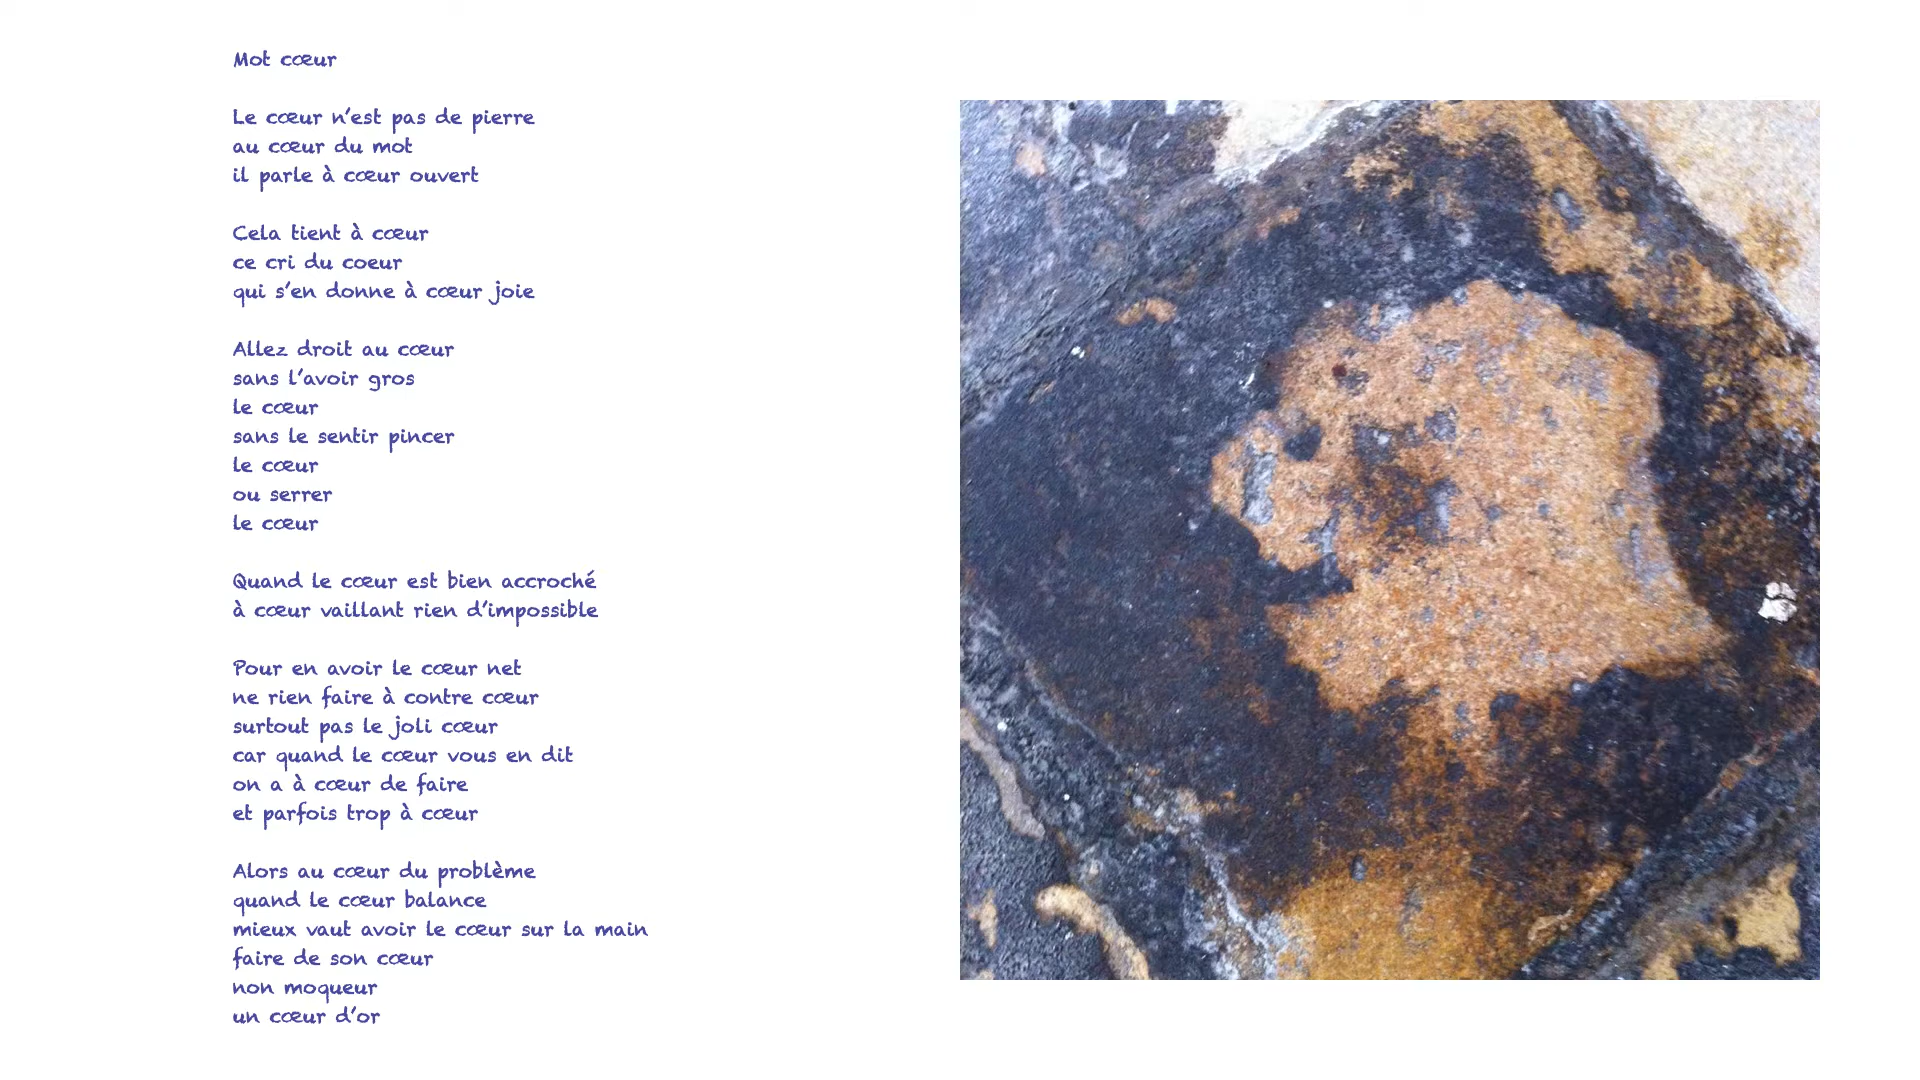 Mot cœur
Le cœur n’est pas de pierre
au cœur du mot
il parle à cœur ouvert
Cela tient à cœur
ce cri du coeur
qui s’en donne à cœur joie
Allez droit au cœur
sans l’avoir gros
le cœur
sans le sentir pincer
le cœur
ou serrer
le cœur
Quand le cœur est bien accroché
à cœur vaillant rien d’impossible
Pour en avoir le cœur net
ne rien faire à contre cœur
surtout pas le joli cœur
car quand le cœur vous en dit
on a à cœur de faire
et parfois trop à cœur
Alors au cœur du problème
quand le cœur balance
mieux vaut avoir le cœur sur la main
faire de son cœur
non moqueur
un cœur d’or